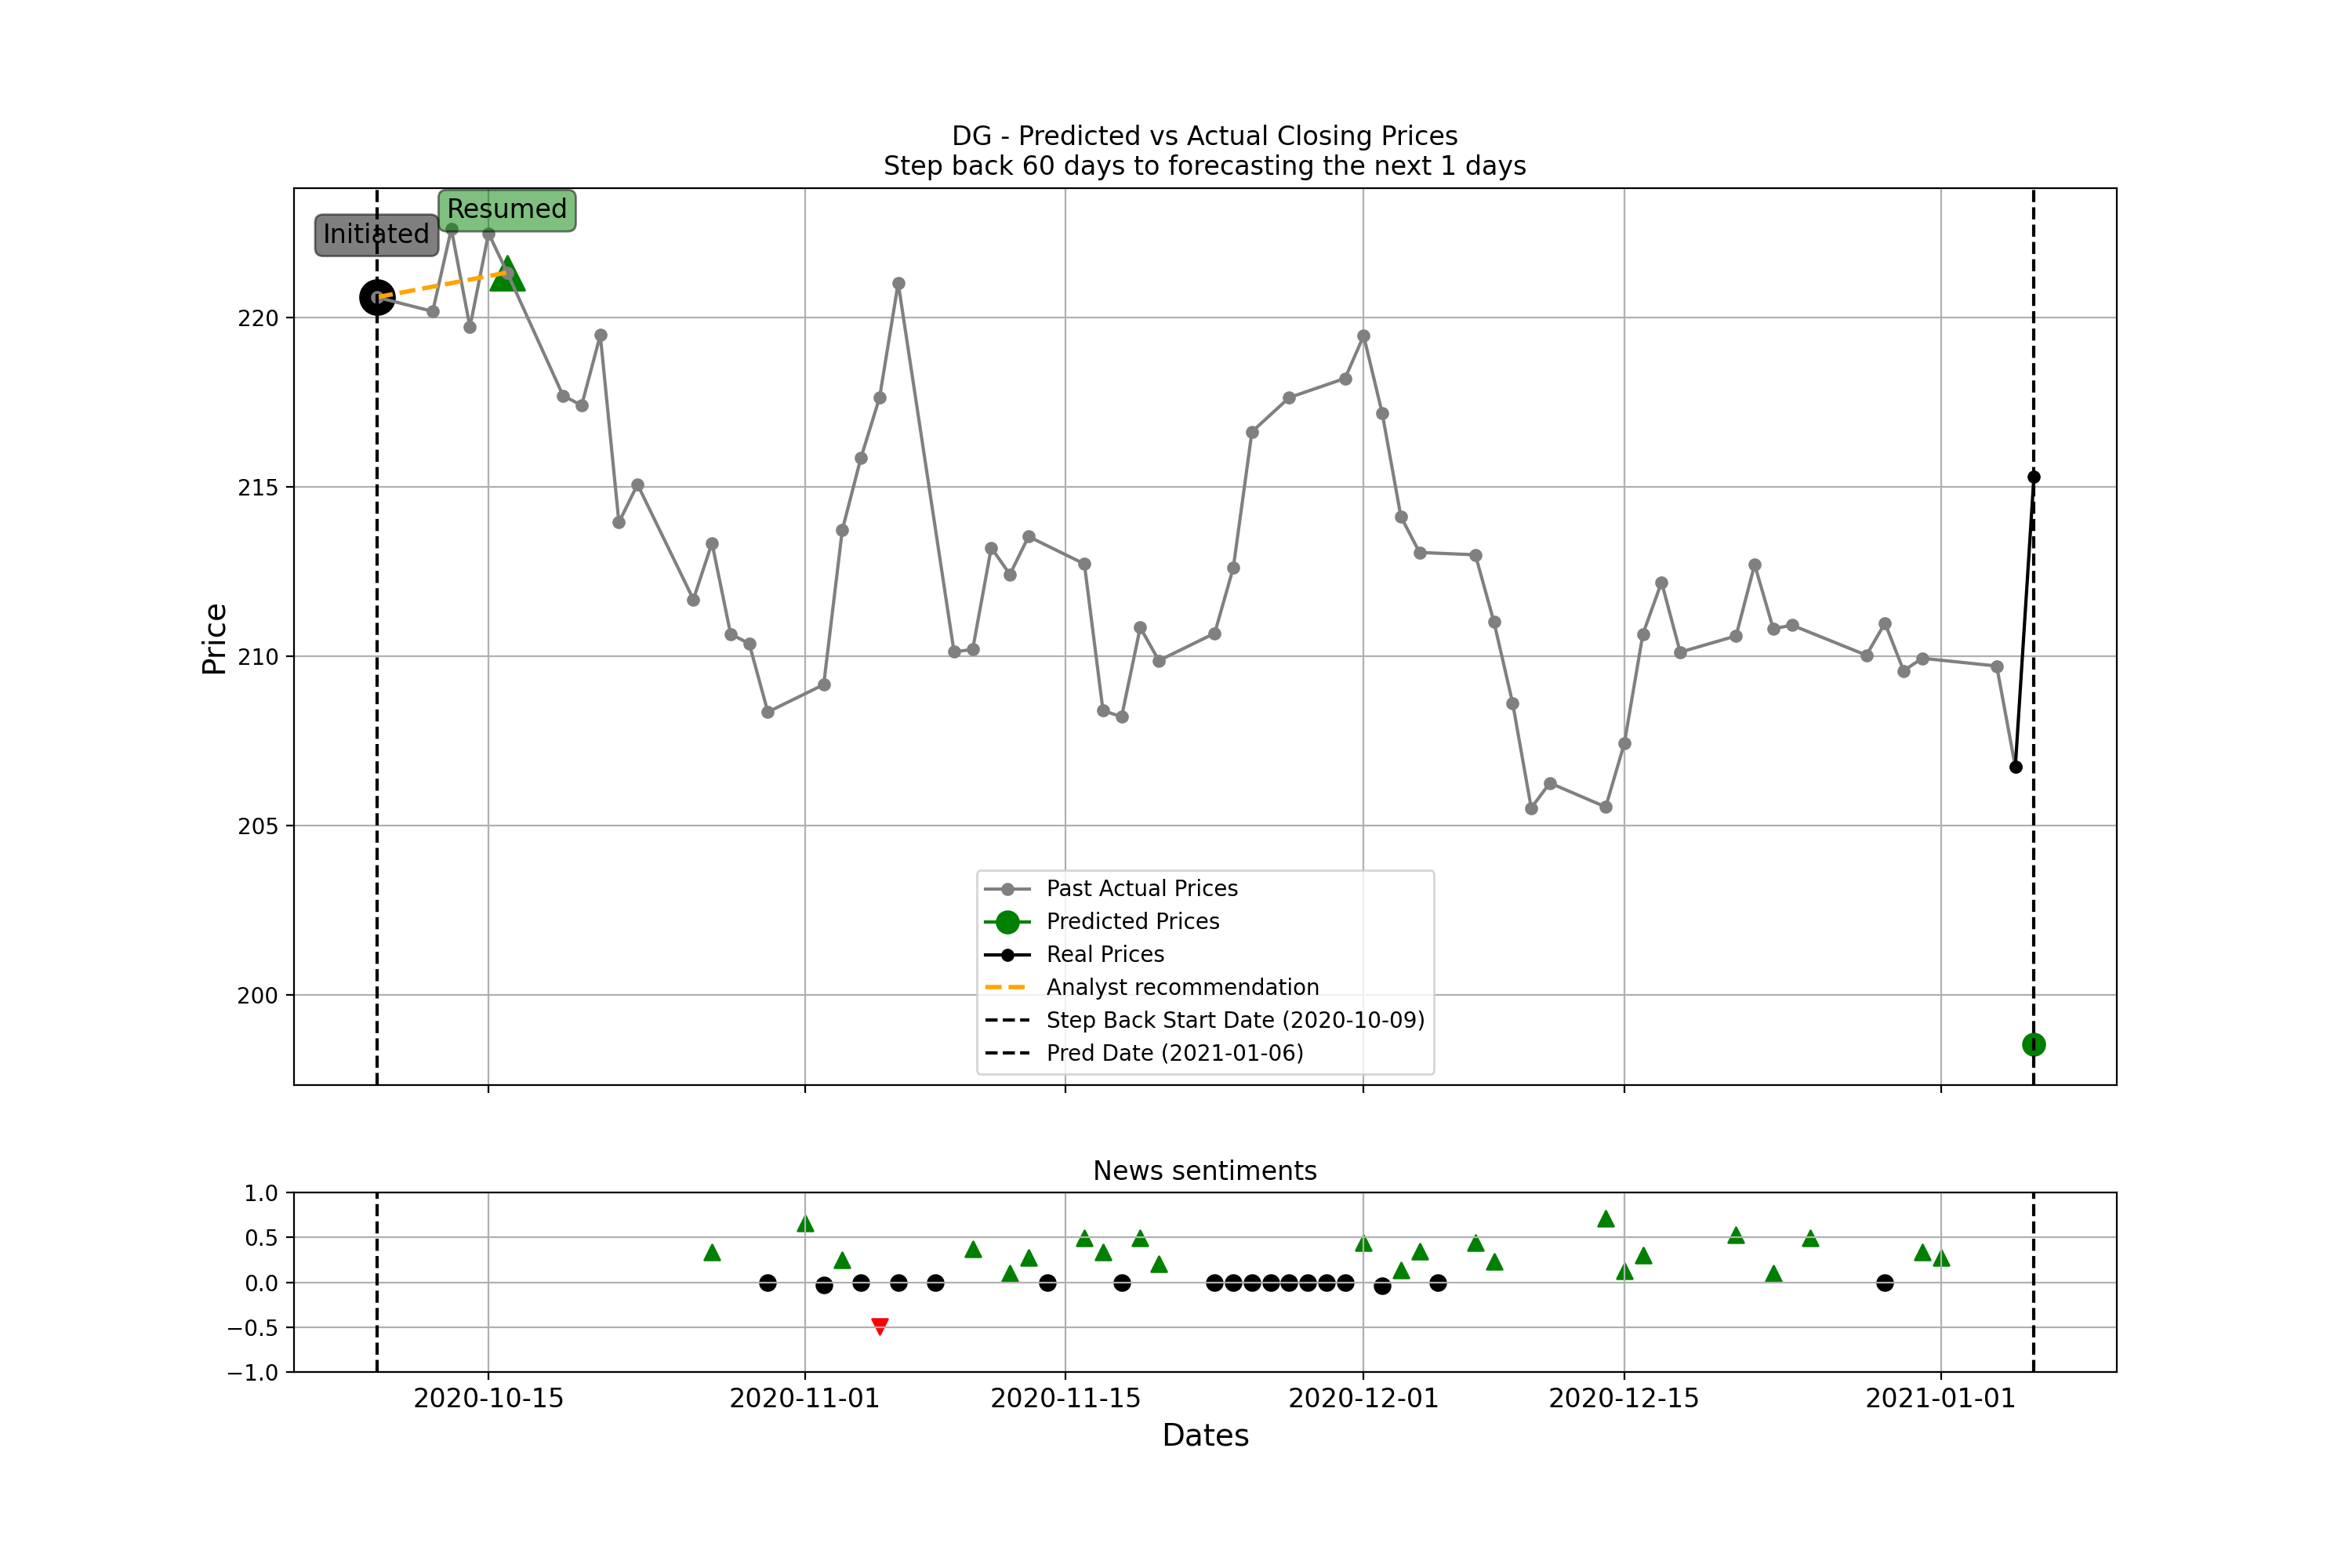 DG - Predicted vs Actual Closing Prices
Step back 60 days to forecasting the next 1 days
Resumed
Initiated
220
215
210
205
200
Price
Past Actual Prices
Predicted Prices
Real Prices
Analyst recommendation
Step Back Start Date (2020-10-09)
Pred Date (2021-01-06)
News sentiments
1.0
0.5
0.0
−0.5
−1.0
2020-10-15
2020-11-01
2020-11-15
2020-12-01
2020-12-15
2021-01-01
Dates